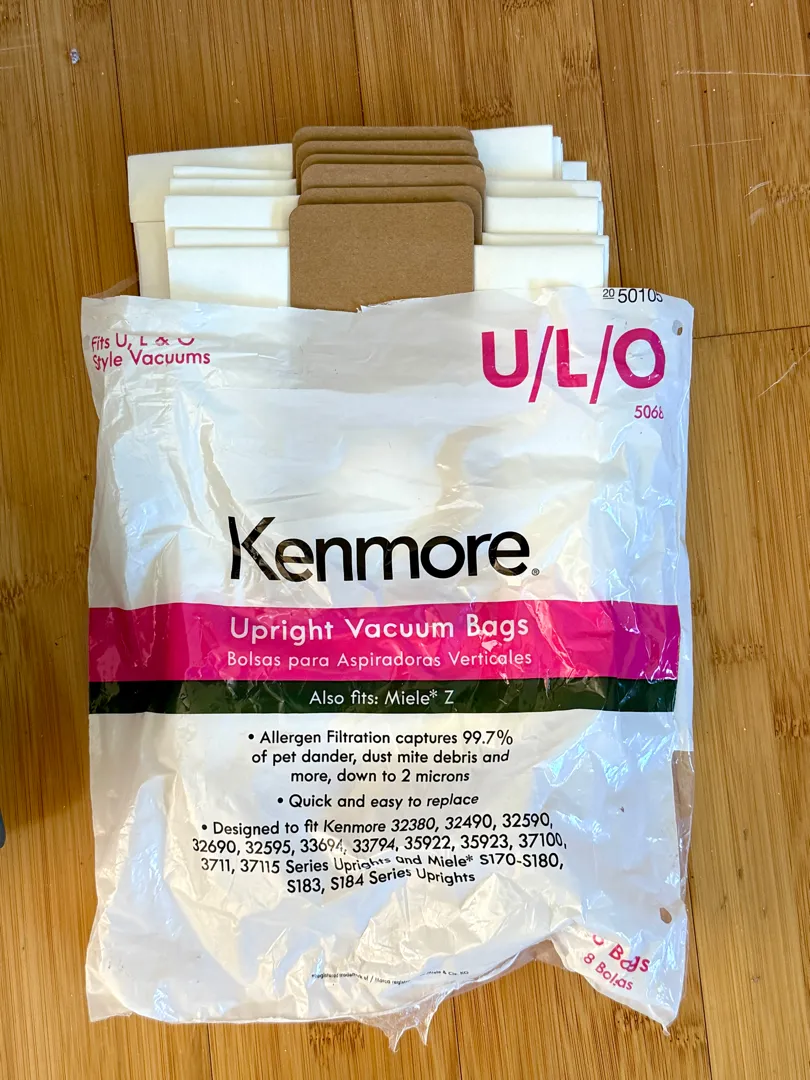 20 50105
Fits U, L & O
Style Vacuums
U/L/O
5068
Kenmore®
Upright Vacuum Bags
Bolsas para Aspiradoras Verticales
Also fits: Miele* Z
• Allergen Filtration captures 99.7%
of pet dander, dust mite debris and
more, down to 2 microns
• Quick and easy to replace
• Designed to fit Kenmore 32380, 32490, 32590,
32690, 32595, 33694, 33794, 35922, 35923, 37100,
3711, 37115 Series Uprights and Miele* S170-S180,
S183, S184 Series Uprights
Bags
8 Bolsas